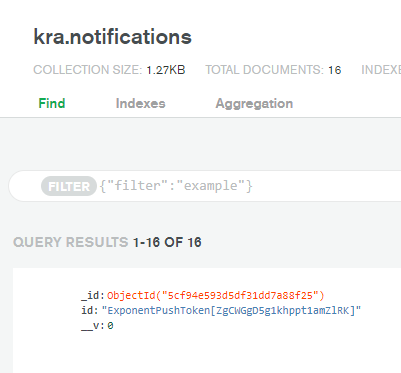 kra.notifications
COLLECTION SIZE: 1.27KB TOTAL DOCUMENTS: 16 INDEXE
Find Indexes Aggregation
FILTER {"filter":"example"}
QUERY RESULTS 1-16 OF 16
_id: ObjectId("5cf94e593d5df31dd7a88f25")
id: "ExponentPushToken[ZgCWGgD5g1khppt1amZlRK]"
__v: 0